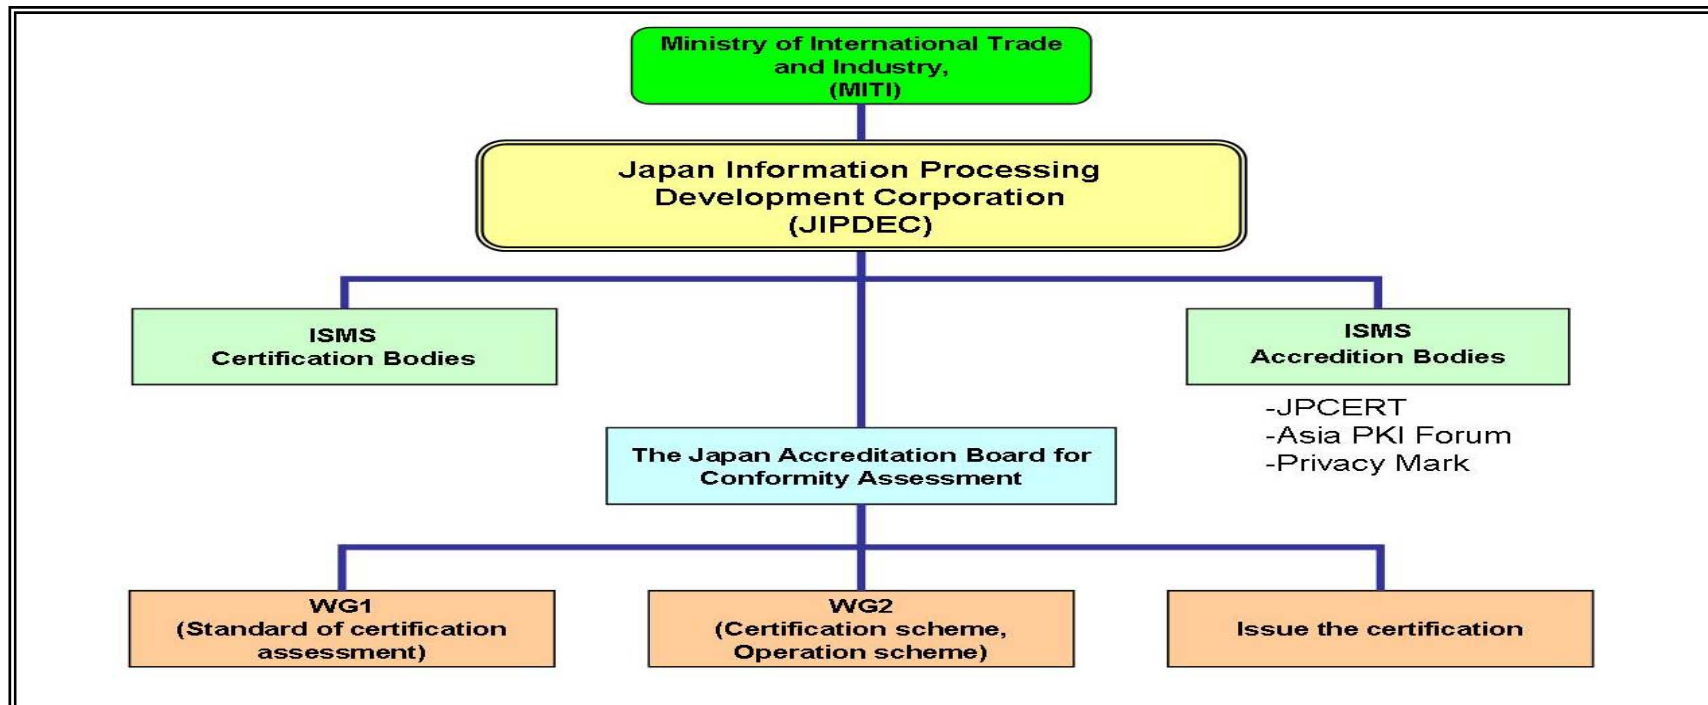 Ministry of International Trade
and Industry,
(MITI)
Japan Information Processing
Development Corporation
(JIPDEC)
ISMS
Certification Bodies
ISMS
Accredition Bodies
-JPCERT
-Asia PKI Forum
-Privacy Mark
The Japan Accreditation Board for
Conformity Assessment
WG1
(Standard of certification
assessment)
WG2
(Certification scheme,
Operation scheme)
Issue the certification